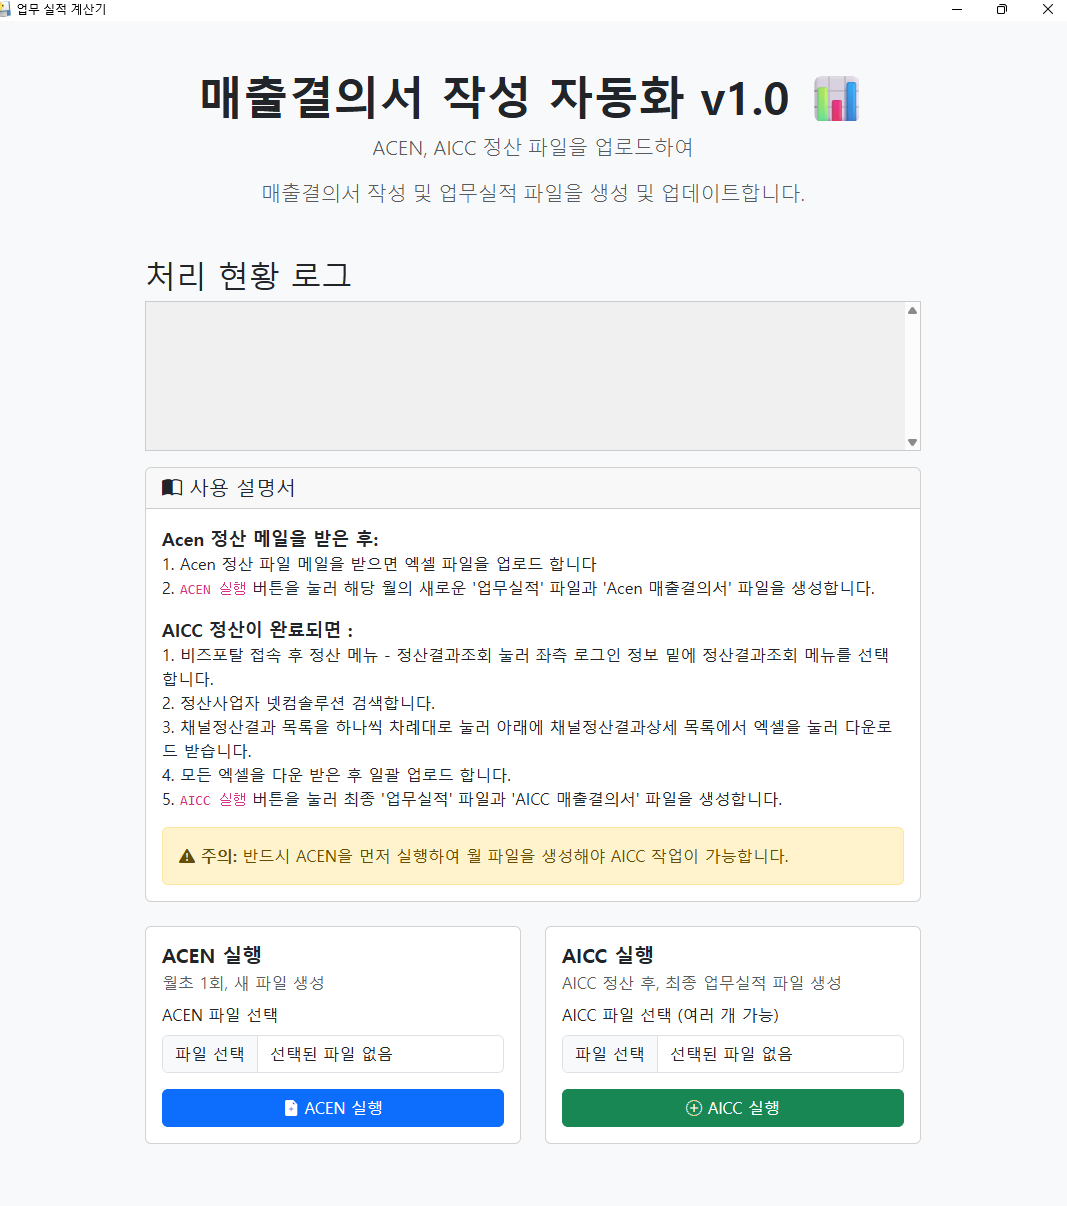 업무 실적 계산기
매출결의서 작성 자동화 v1.0
ACEN, AICC 정산 파일을 업로드하여
매출결의서 작성 및 업무실적 파일을 생성 및 업데이트합니다.
처리 현황 로그
사용 설명서
Acen 정산 메일을 받은 후:
1. Acen 정산 파일 메일을 받으면 엑셀 파일을 업로드 합니다
2. ACEN 실행 버튼을 눌러 해당 월의 새로운 '업무실적' 파일과 'Acen 매출결의서' 파일을 생성합니다.
AICC 정산이 완료되면 :
1. 비즈포탈 접속 후 정산 메뉴 - 정산결과조회 눌러 좌측 로그인 정보 밑에 정산결과조회 메뉴를 선택
합니다.
2. 정산사업자 넷컴솔루션 검색합니다.
3. 채널정산결과 목록을 하나씩 차례대로 눌러 아래에 채널정산결과상세 목록에서 엑셀을 눌러 다운로
드 받습니다.
4. 모든 엑셀을 다운 받은 후 일괄 업로드 합니다.
5. AICC 실행 버튼을 눌러 최종 '업무실적' 파일과 'AICC 매출결의서' 파일을 생성합니다.
주의: 반드시 ACEN을 먼저 실행하여 월 파일을 생성해야 AICC 작업이 가능합니다.
ACEN 실행
월초 1회, 새 파일 생성
ACEN 파일 선택
파일 선택 선택된 파일 없음
ACEN 실행
AICC 실행
AICC 정산 후, 최종 업무실적 파일 생성
AICC 파일 선택 (여러 개 가능)
파일 선택 선택된 파일 없음
AICC 실행